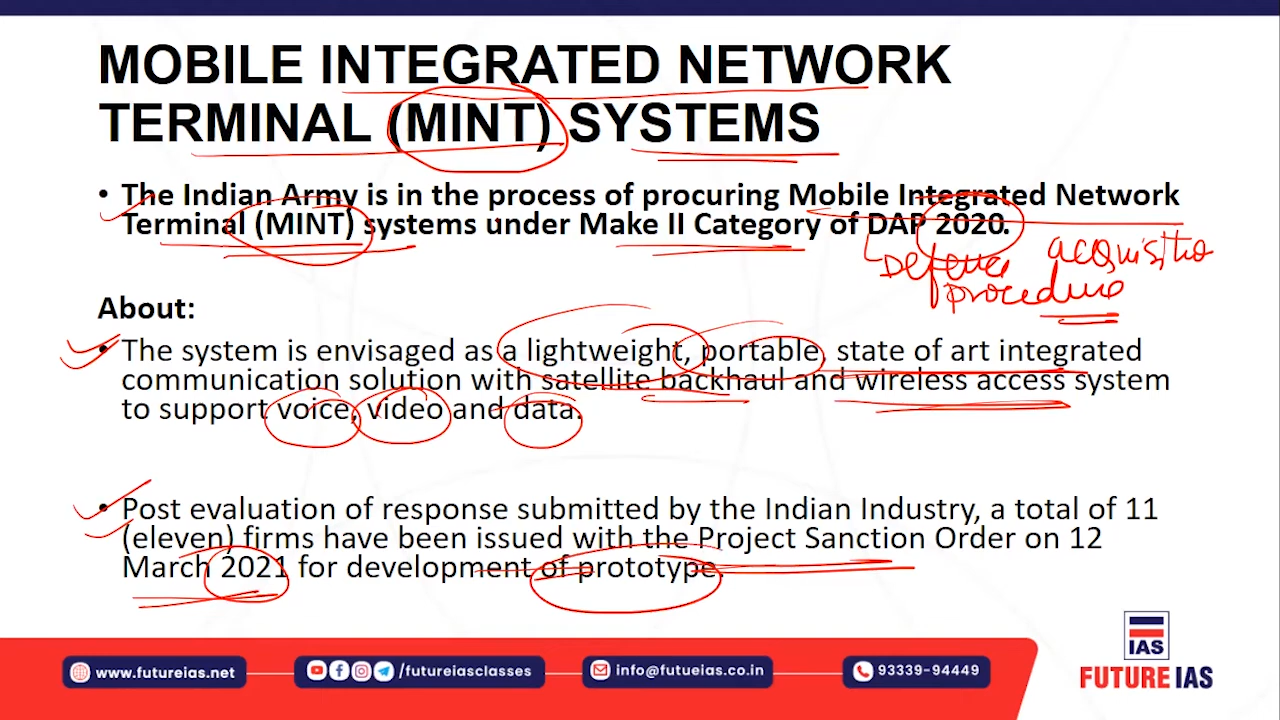 MOBILE INTEGRATED NETWORK
TERMINAL (MINT) SYSTEMS
• The Indian Army is in the process of procuring Mobile Integrated Network
Terminal (MINT) systems under Make II Category of DAP 2020.
Defence acquisitio
procedure
About:
• The system is envisaged as a lightweight, portable, state of art integrated
communication solution with satellite backhaul and wireless access system
to support voice, video and data.
• Post evaluation of response submitted by the Indian Industry, a total of 11
(eleven) firms have been issued with the Project Sanction Order on 12
March 2021 for development of prototype.
www.futureias.net
/futureiasclasses
info@futueias.co.in
93339-94449
IAS
FUTURE IAS